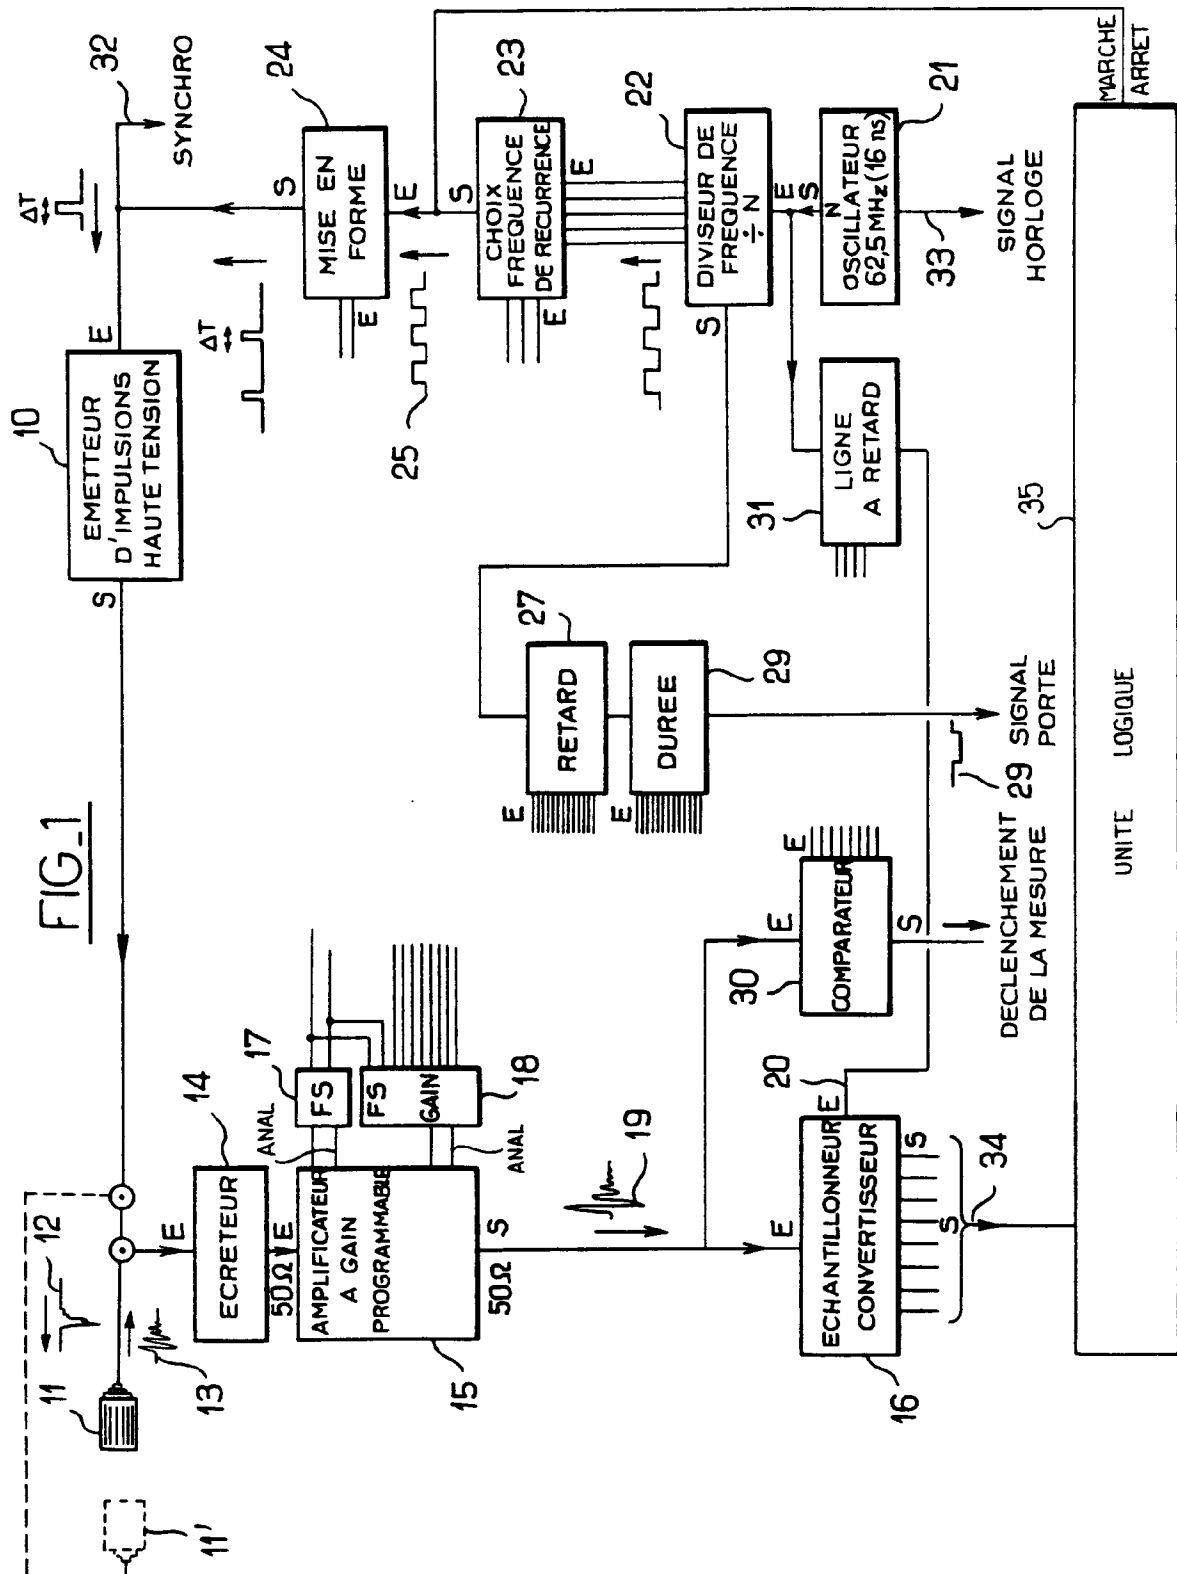 FIG_1
10
EMETTEUR
D'IMPULSIONS
HAUTE TENSION
S
E
ΔT
32
SYNCHRO
ΔT
24
MISE EN
FORME
S
E
E
25
23
CHOIX
FREQUENCE
DE RECURRENCE
S
E
E
22
DIVISEUR DE
FREQUENCE
÷ N
S
E
S
21
OSCILLATEUR
62,5 MHz (16 ns)
N
33
SIGNAL
HORLOGE
MARCHE
ARRET
31
LIGNE
A RETARD
27
RETARD
E
29
DUREE
E
29
SIGNAL
PORTE
11'
11
12
13
14
ECRETEUR
E
50Ω
E
15
AMPLIFICATEUR
A GAIN
PROGRAMMABLE
S
50Ω
17
FS
ANAL
18
FS
GAIN
ANAL
19
30
COMPARATEUR
E
E
S
DECLENCHEMENT
DE LA MESURE
20
E
E
16
ECHANTILLONNEUR
CONVERTISSEUR
S
S
34
35
UNITE LOGIQUE